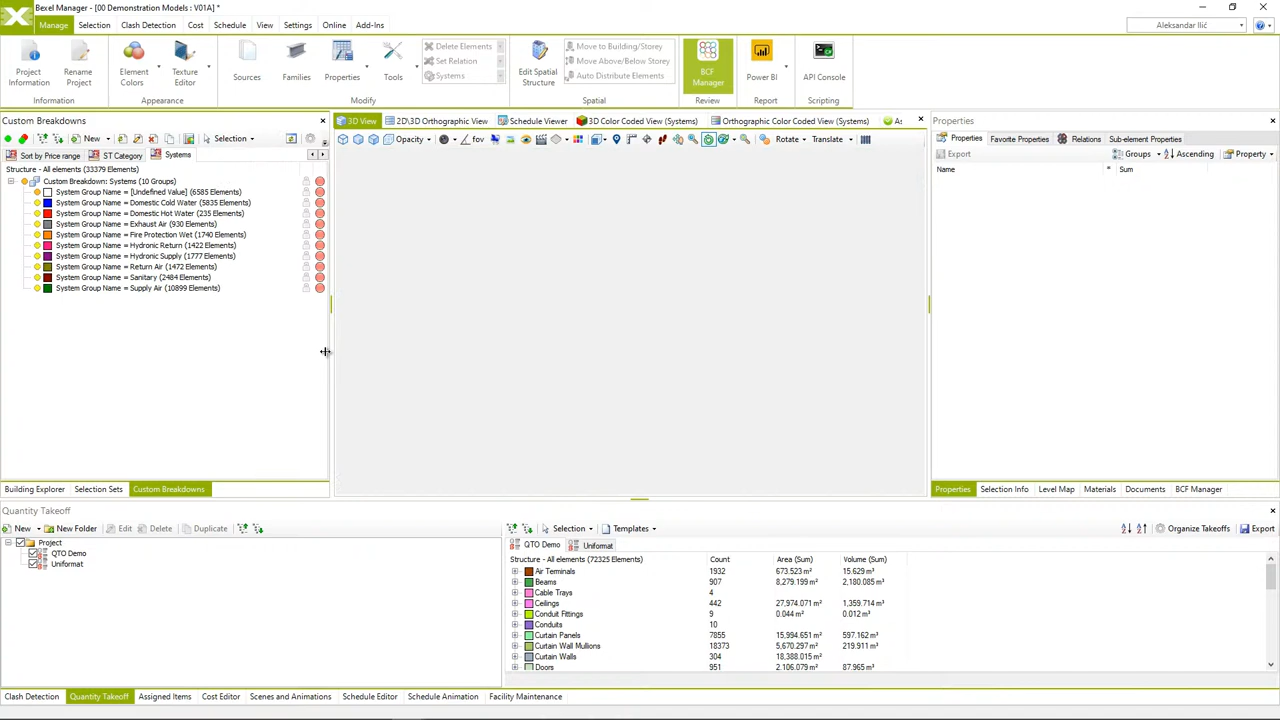 Bexel Manager - [00 Demonstration Models : V01A] *
Manage Selection Clash Detection Cost Schedule View Settings Online Add-Ins
Aleksandar Ilić
Project Information
Rename Project
Information
Element Colors
Texture Editor
Appearance
Sources
Families
Properties
Tools
Delete Elements
Set Relation
Systems
Modify
Edit Spatial Structure
Move to Building/Storey
Move Above/Below Storey
Auto Distribute Elements
Spatial
BCF Manager
Review
Power BI
Report
API Console
Scripting
Custom Breakdowns
New Selection
Sort by Price range ST Category Systems
Structure - All elements (33379 Elements)
Custom Breakdown: Systems (10 Groups)
System Group Name = [Undefined Value] (6585 Elements)
System Group Name = Domestic Cold Water (5835 Elements)
System Group Name = Domestic Hot Water (235 Elements)
System Group Name = Exhaust Air (930 Elements)
System Group Name = Fire Protection Wet (1740 Elements)
System Group Name = Hydronic Return (1422 Elements)
System Group Name = Hydronic Supply (1777 Elements)
System Group Name = Return Air (1472 Elements)
System Group Name = Sanitary (2484 Elements)
System Group Name = Supply Air (10899 Elements)
Building Explorer Selection Sets Custom Breakdowns
3D View 2D\3D Orthographic View Schedule Viewer 3D Color Coded View (Systems) Orthographic Color Coded View (Systems) As
Opacity fov Rotate Translate
Properties
Properties Favorite Properties Relations Sub-element Properties
Export Groups Ascending Property
Name * Sum
Properties Selection Info Level Map Materials Documents BCF Manager
Quantity Takeoff
New New Folder Edit Delete Duplicate
Project
QTO Demo
Uniformat
Selection Templates Organize Takeoffs Export
QTO Demo Uniformat
Structure - All elements (72325 Elements) Count Area (Sum) Volume (Sum)
Air Terminals 1932 673.523 m² 15.629 m³
Beams 907 8,279.199 m² 2,180.085 m³
Cable Trays 4
Ceilings 442 27,974.071 m² 1,359.714 m³
Conduit Fittings 9 0.044 m² 0.012 m³
Conduits 10
Curtain Panels 7855 15,994.651 m² 597.162 m³
Curtain Wall Mullions 18373 5,670.297 m² 219.911 m³
Curtain Walls 304 18,388.015 m²
Doors 951 2,106.079 m² 87.965 m³
Clash Detection Quantity Takeoff Assigned Items Cost Editor Scenes and Animations Schedule Editor Schedule Animation Facility Maintenance